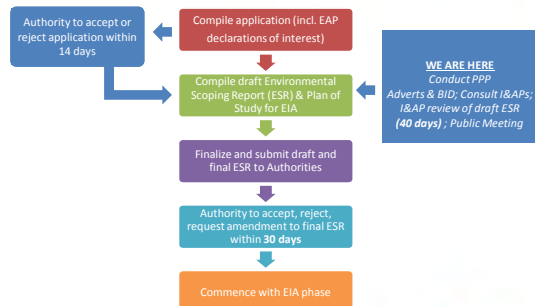 Authority to accept or
reject application within
14 days
Compile application (incl. EAP
declarations of interest)
WE ARE HERE
Conduct PPP
Adverts & BID; Consult I&APs;
I&AP review of draft ESR
(40 days) ; Public Meeting
Compile draft Environmental
Scoping Report (ESR) & Plan of
Study for EIA
Finalize and submit draft and
final ESR to Authorities
Authority to accept, reject,
request amendment to final ESR
within 30 days
Commence with EIA phase